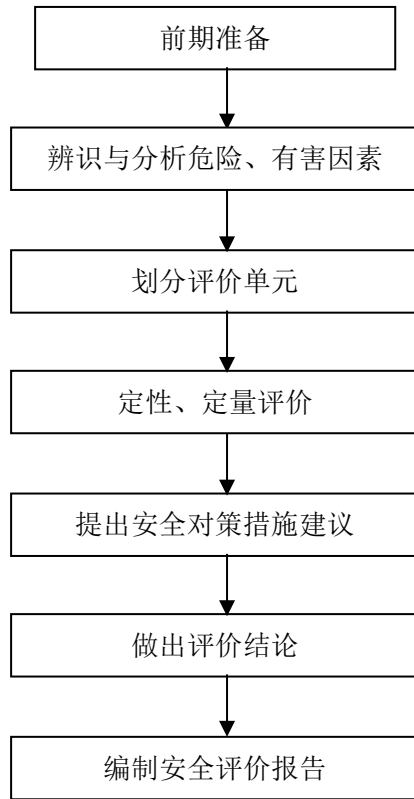 前期准备
辨识与分析危险、有害因素
划分评价单元
定性、定量评价
提出安全对策措施建议
做出评价结论
编制安全评价报告